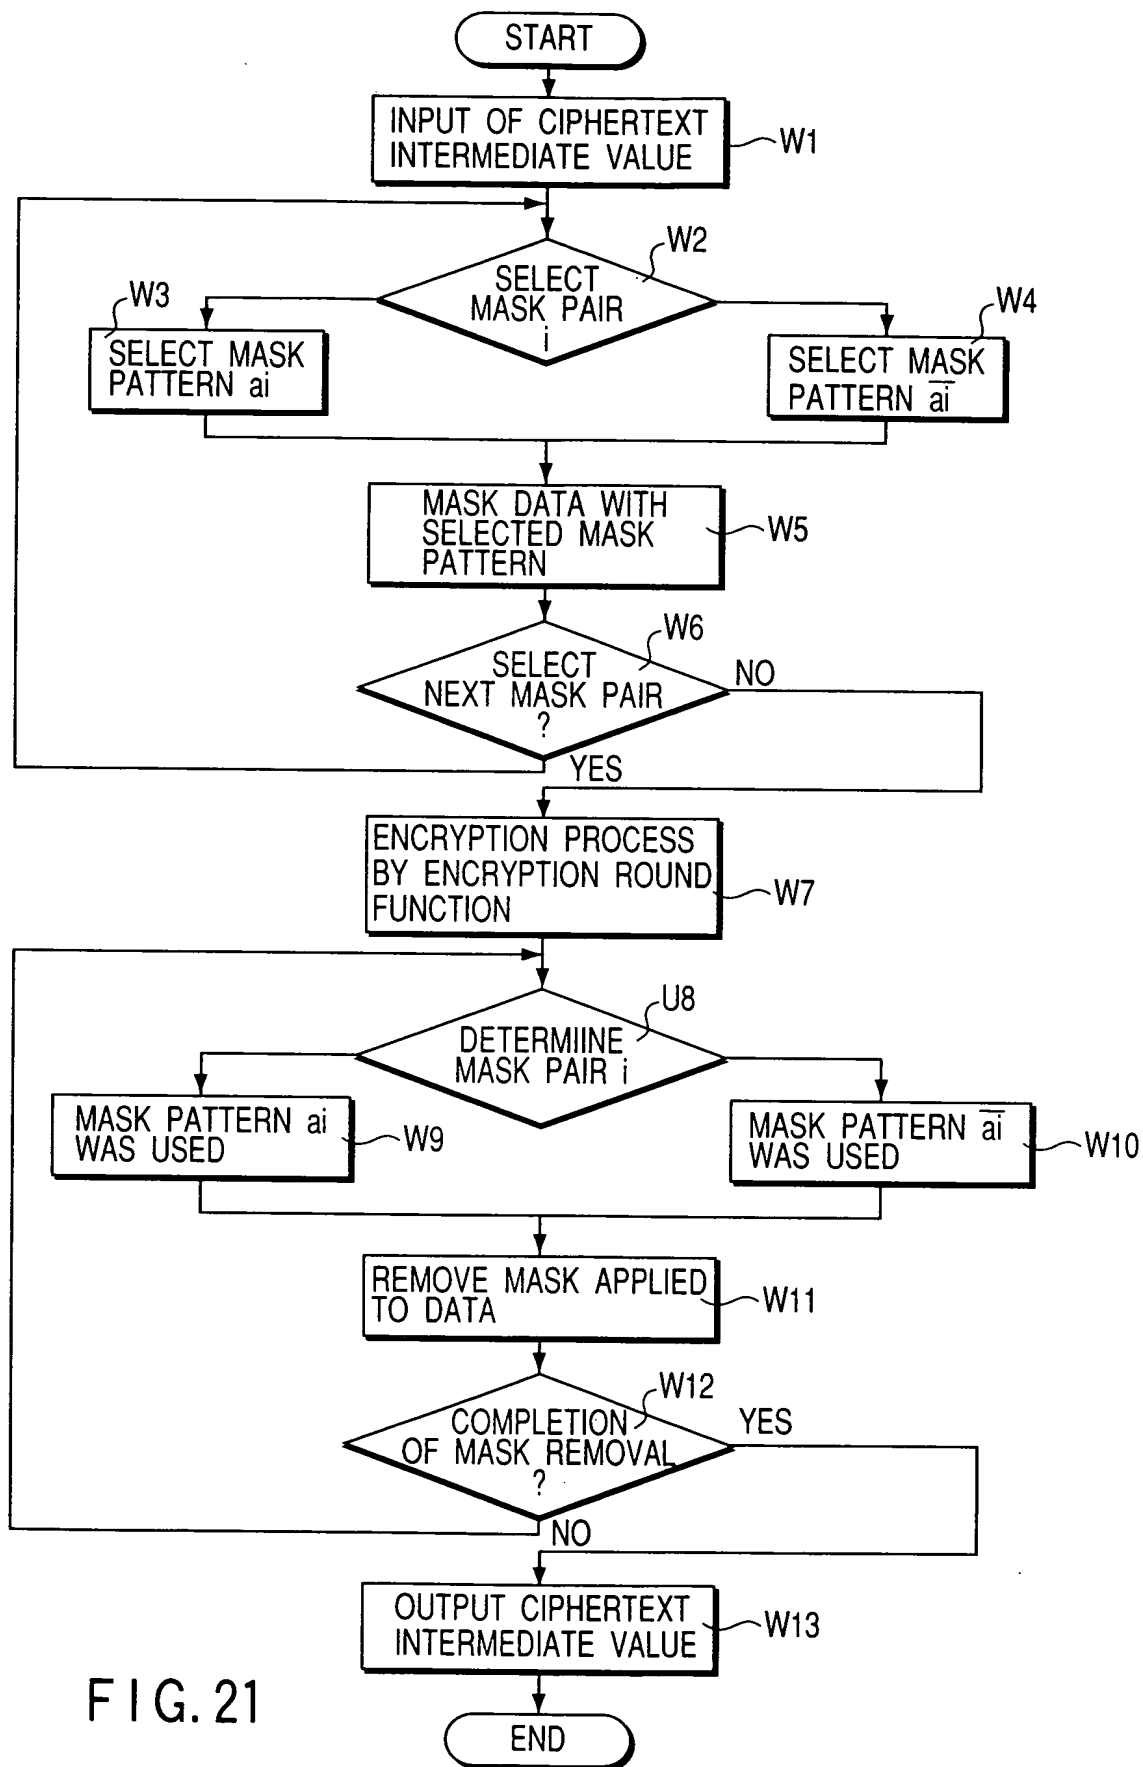 START
INPUT OF CIPHERTEXT
INTERMEDIATE VALUE
W1
W2
SELECT
MASK PAIR
i
W3
SELECT MASK
PATTERN ai
W4
SELECT MASK
PATTERN a̅i̅
MASK DATA WITH
SELECTED MASK
PATTERN
W5
W6
SELECT
NEXT MASK PAIR
?
NO
YES
ENCRYPTION PROCESS
BY ENCRYPTION ROUND
FUNCTION
W7
U8
DETERMIINE
MASK PAIR i
MASK PATTERN ai
WAS USED
W9
MASK PATTERN a̅i̅
WAS USED
W10
REMOVE MASK APPLIED
TO DATA
W11
W12
COMPLETION
OF MASK REMOVAL
?
YES
NO
OUTPUT CIPHERTEXT
INTERMEDIATE VALUE
W13
FIG. 21
END